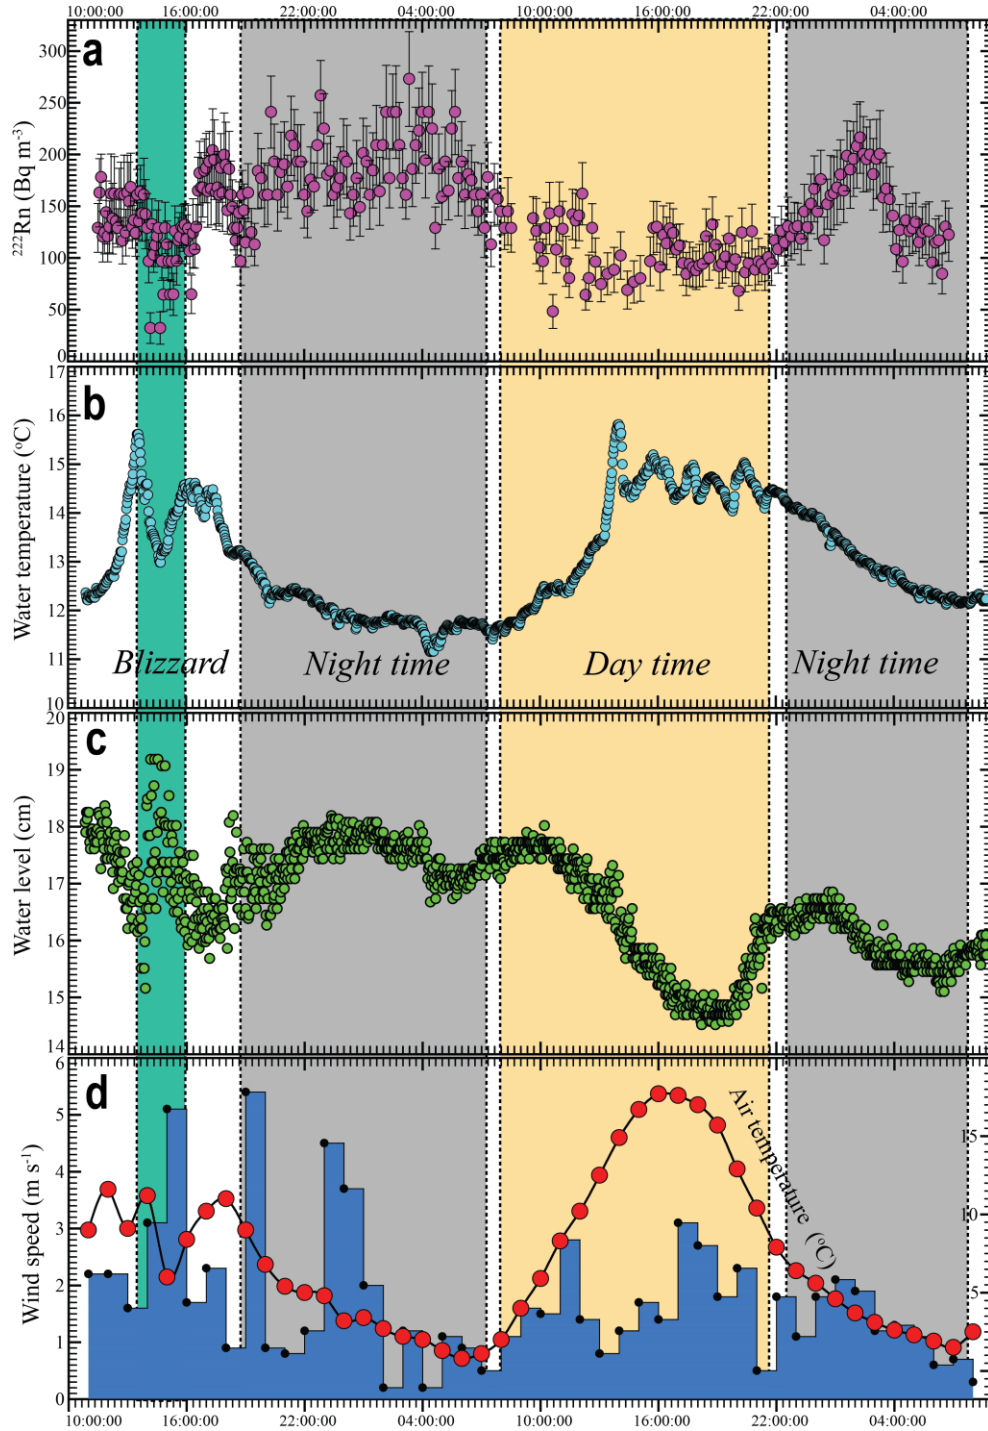 10:00:00 16:00:00 22:00:00 04:00:00 10:00:00 16:00:00 22:00:00 04:00:00
a
300
250
200
150
100
50
0
²²²Rn (Bq m⁻³)
b
17
16
15
14
13
12
11
10
Water temperature (°C)
Blizzard Night time Day time Night time
c
20
19
18
17
16
15
14
Water level (cm)
d
6
5
4
3
2
1
0
Wind speed (m s⁻¹)
Air temperature (°C)
15
10
5
0
10:00:00 16:00:00 22:00:00 04:00:00 10:00:00 16:00:00 22:00:00 04:00:00